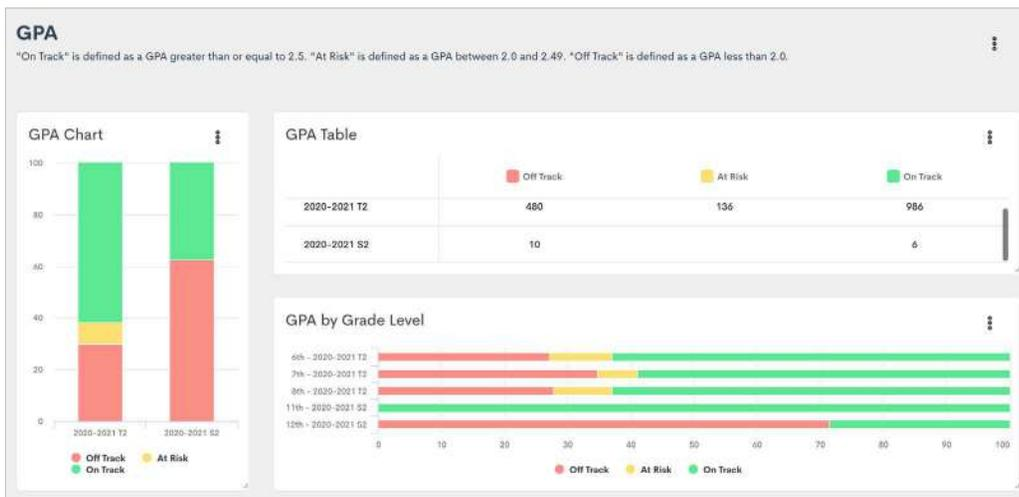 GPA
"On Track" is defined as a GPA greater than or equal to 2.5. "At Risk" is defined as a GPA between 2.0 and 2.49. "Off Track" is defined as a GPA less than 2.0.
GPA Chart
100
80
60
40
20
0
2020-2021 T2 2020-2021 S2
Off Track At Risk
On Track
GPA Table
Off Track At Risk On Track
2020-2021 T2 480 136 986
2020-2021 S2 10 6
GPA by Grade Level
6th - 2020-2021 T2
7th - 2020-2021 T2
8th - 2020-2021 T2
11th - 2020-2021 S2
12th - 2020-2021 S2
0 10 20 30 40 50 60 70 80 90 100
Off Track At Risk On Track